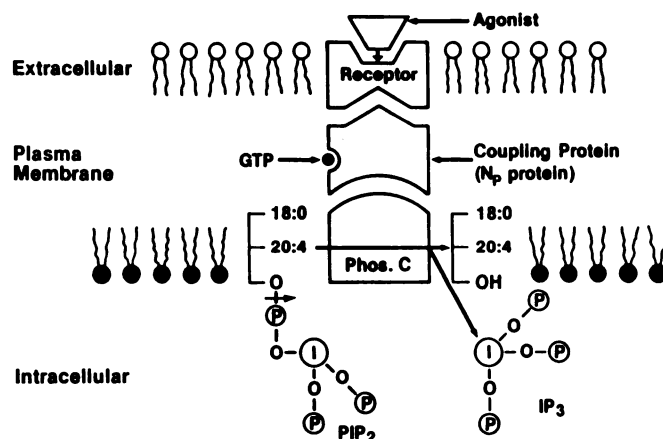 Agonist
Extracellular
Receptor
Plasma
Membrane
GTP
Coupling Protein
(Nₚ protein)
18:0
20:4
O
Phos. C
18:0
20:4
OH
P
O
I
O
O
P
P
PIP₂
Intracellular
P
O
I
O
P
O
P
IP₃